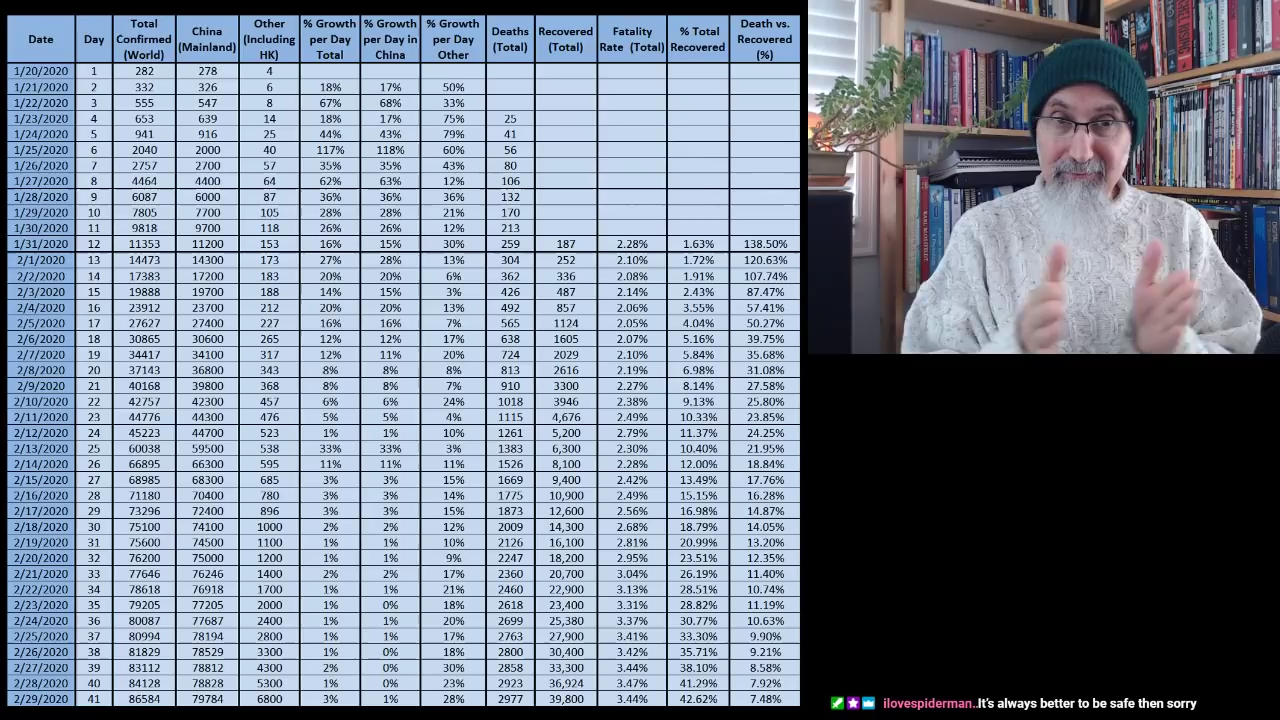 Date Day Total Confirmed (World) China (Mainland) Other (Including HK) % Growth per Day Total % Growth per Day in China % Growth per Day Other Deaths (Total) Recovered (Total) Fatality Rate (Total) % Total Recovered Death vs. Recovered (%)
1/20/2020 1 282 278 4
1/21/2020 2 332 326 6 18% 17% 50%
1/22/2020 3 555 547 8 67% 68% 33%
1/23/2020 4 653 639 14 18% 17% 75% 25
1/24/2020 5 941 916 25 44% 43% 79% 41
1/25/2020 6 2040 2000 40 117% 118% 60% 56
1/26/2020 7 2757 2700 57 35% 35% 43% 80
1/27/2020 8 4464 4400 64 62% 63% 12% 106
1/28/2020 9 6087 6000 87 36% 36% 36% 132
1/29/2020 10 7805 7700 105 28% 28% 21% 170
1/30/2020 11 9818 9700 118 26% 26% 12% 213
1/31/2020 12 11353 11200 153 16% 15% 30% 259 187 2.28% 1.63% 138.50%
2/1/2020 13 14473 14300 173 27% 28% 13% 304 252 2.10% 1.72% 120.63%
2/2/2020 14 17383 17200 183 20% 20% 6% 362 336 2.08% 1.91% 107.74%
2/3/2020 15 19888 19700 188 14% 15% 3% 426 487 2.14% 2.43% 87.47%
2/4/2020 16 23912 23700 212 20% 20% 13% 492 857 2.06% 3.55% 57.41%
2/5/2020 17 27627 27400 227 16% 16% 7% 565 1124 2.05% 4.04% 50.27%
2/6/2020 18 30865 30600 265 12% 12% 17% 638 1605 2.07% 5.16% 39.75%
2/7/2020 19 34417 34100 317 12% 11% 20% 724 2029 2.10% 5.84% 35.68%
2/8/2020 20 37143 36800 343 8% 8% 8% 813 2616 2.19% 6.98% 31.08%
2/9/2020 21 40168 39800 368 8% 8% 7% 910 3300 2.27% 8.14% 27.58%
2/10/2020 22 42757 42300 457 6% 6% 24% 1018 3946 2.38% 9.13% 25.80%
2/11/2020 23 44776 44300 476 5% 5% 4% 1115 4,676 2.49% 10.33% 23.85%
2/12/2020 24 45223 44700 523 1% 1% 10% 1261 5,200 2.79% 11.37% 24.25%
2/13/2020 25 60038 59500 538 33% 33% 3% 1383 6,300 2.30% 10.40% 21.95%
2/14/2020 26 66895 66300 595 11% 11% 11% 1526 8,100 2.28% 12.00% 18.84%
2/15/2020 27 68985 68300 685 3% 3% 15% 1669 9,400 2.42% 13.49% 17.76%
2/16/2020 28 71180 70400 780 3% 3% 14% 1775 10,900 2.49% 15.15% 16.28%
2/17/2020 29 73296 72400 896 3% 3% 15% 1873 12,600 2.56% 16.98% 14.87%
2/18/2020 30 75100 74100 1000 2% 2% 12% 2009 14,300 2.68% 18.79% 14.05%
2/19/2020 31 75600 74500 1100 1% 1% 10% 2126 16,100 2.81% 20.99% 13.20%
2/20/2020 32 76200 75000 1200 1% 1% 9% 2247 18,200 2.95% 23.51% 12.35%
2/21/2020 33 77646 76246 1400 2% 2% 17% 2360 20,700 3.04% 26.19% 11.40%
2/22/2020 34 78618 76918 1700 1% 1% 21% 2460 22,900 3.13% 28.51% 10.74%
2/23/2020 35 79205 77205 2000 1% 0% 18% 2618 23,400 3.31% 28.82% 11.19%
2/24/2020 36 80087 77687 2400 1% 1% 20% 2699 25,380 3.37% 30.77% 10.63%
2/25/2020 37 80994 78194 2800 1% 1% 17% 2763 27,900 3.41% 33.30% 9.90%
2/26/2020 38 81829 78529 3300 1% 0% 18% 2800 30,400 3.42% 35.71% 9.21%
2/27/2020 39 83112 78812 4300 2% 0% 30% 2858 33,300 3.44% 38.10% 8.58%
2/28/2020 40 84128 78828 5300 1% 0% 23% 2923 36,924 3.47% 41.29% 7.92%
2/29/2020 41 86584 79784 6800 3% 1% 28% 2977 39,800 3.44% 42.62% 7.48%
ilovespiderman..It's always better to be safe then sorry